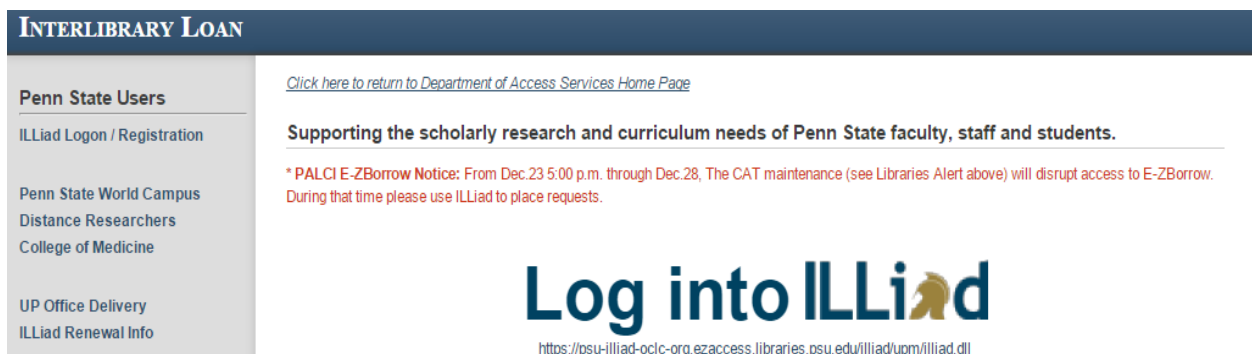 INTERLIBRARY LOAN
Penn State Users
ILLiad Logon / Registration
Penn State World Campus
Distance Researchers
College of Medicine
UP Office Delivery
ILLiad Renewal Info
Click here to return to Department of Access Services Home Page
Supporting the scholarly research and curriculum needs of Penn State faculty, staff and students.
* PALCI E-ZBorrow Notice: From Dec.23 5:00 p.m. through Dec.28, The CAT maintenance (see Libraries Alert above) will disrupt access to E-ZBorrow.
During that time please use ILLiad to place requests.
Log into ILLiad
https://psu-illiad-oclc-org.ezaccess.libraries.psu.edu/illiad/upm/illiad.dll